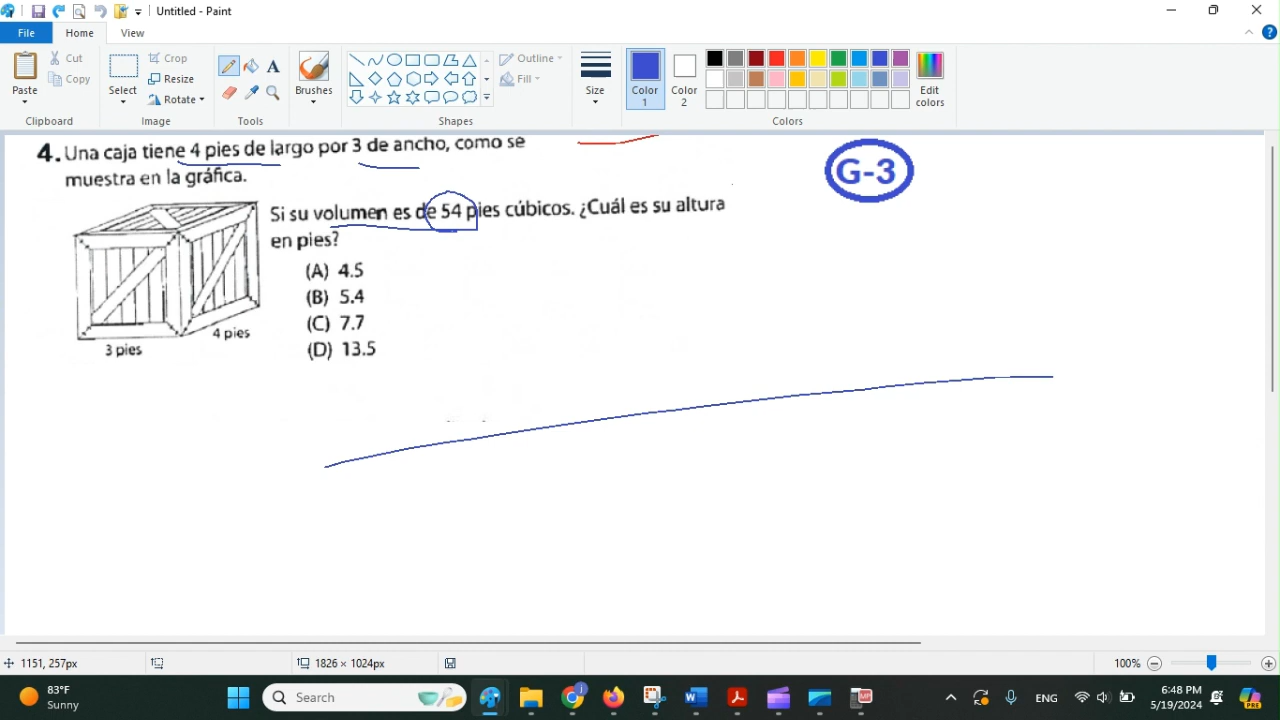 Untitled - Paint
File
Home
View
Paste
Cut
Copy
Clipboard
Select
Crop
Resize
Rotate
Image
A
Tools
Brushes
Shapes
Outline
Fill
Size
Color 1
Color 2
Edit colors
Colors
4. Una caja tiene 4 pies de largo por 3 de ancho, como se
muestra en la gráfica.
G-3
Si su volumen es de 54 pies cúbicos. ¿Cuál es su altura
en pies?
(A) 4.5
(B) 5.4
(C) 7.7
(D) 13.5
4 pies
3 pies
1151, 257px
1826 × 1024px
100%
83°F
Sunny
Search
ENG
6:48 PM
5/19/2024
PRE